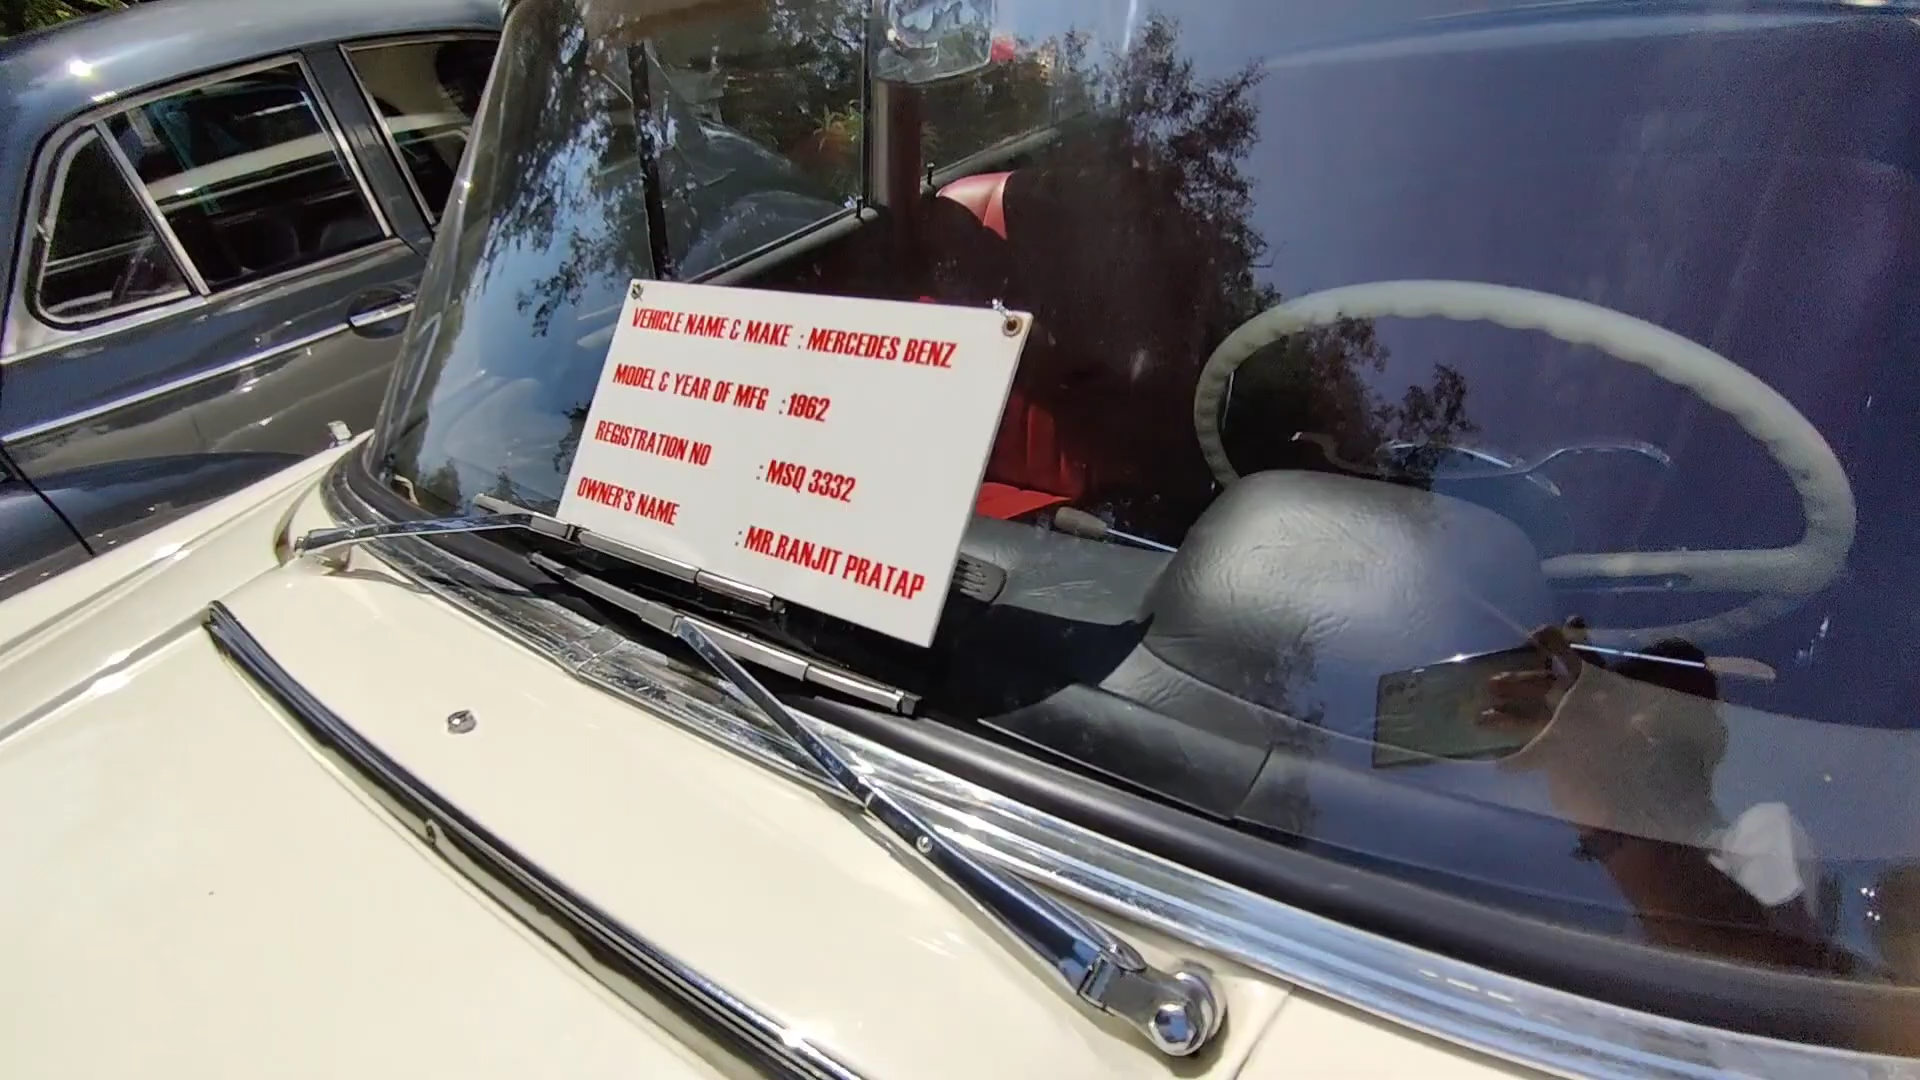 VEHICLE NAME & MAKE : MERCEDES BENZ
MODEL & YEAR OF MFG : 1962
REGISTRATION NO : MSQ 3332
OWNER'S NAME : MR.RANJIT PRATAP